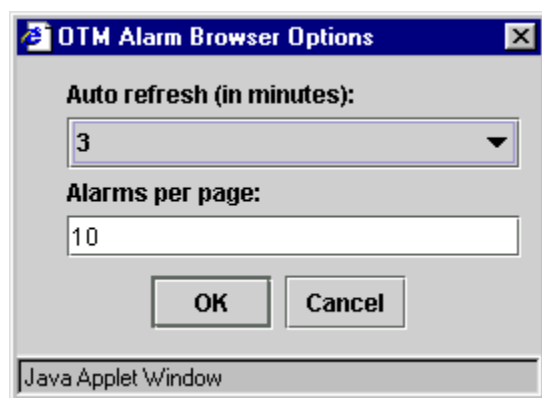 OTM Alarm Browser Options
Auto refresh (in minutes):
3
Alarms per page:
10
OK Cancel
Java Applet Window